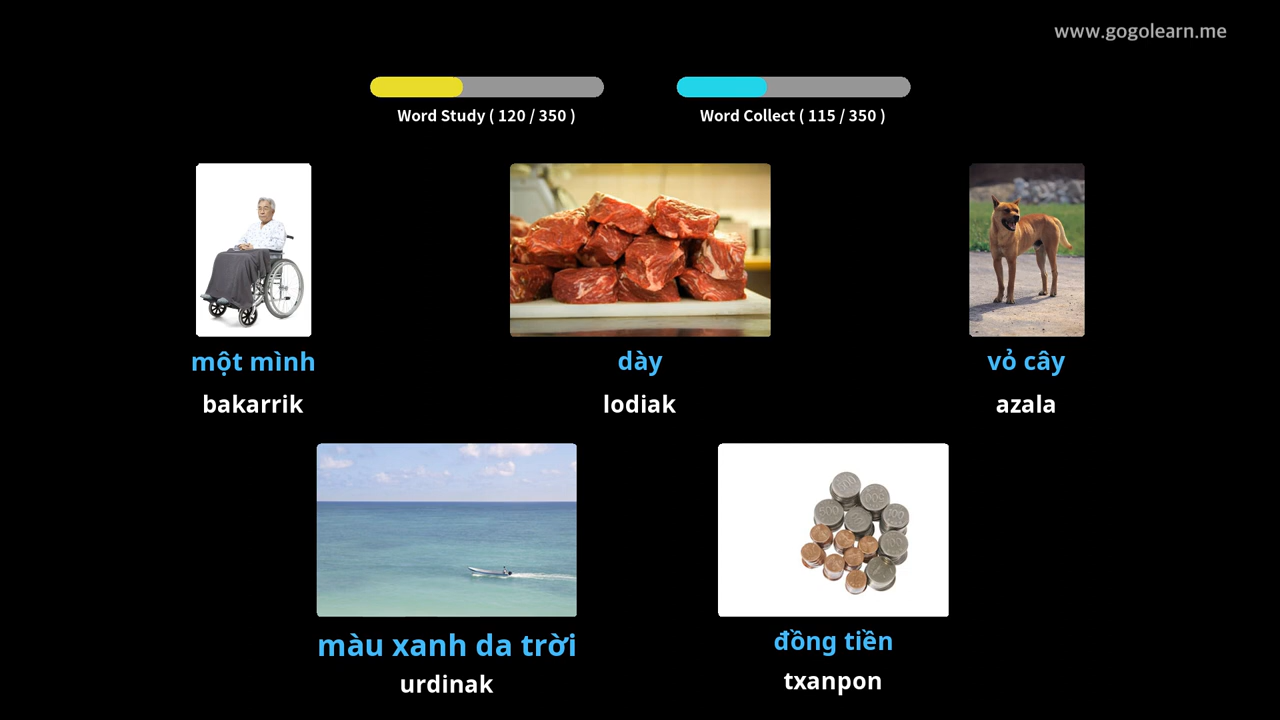 www.gogolearn.me
Word Study ( 120 / 350 )
Word Collect ( 115 / 350 )
một mình
bakarrik
dày
lodiak
vỏ cây
azala
màu xanh da trời
urdinak
đồng tiền
txanpon